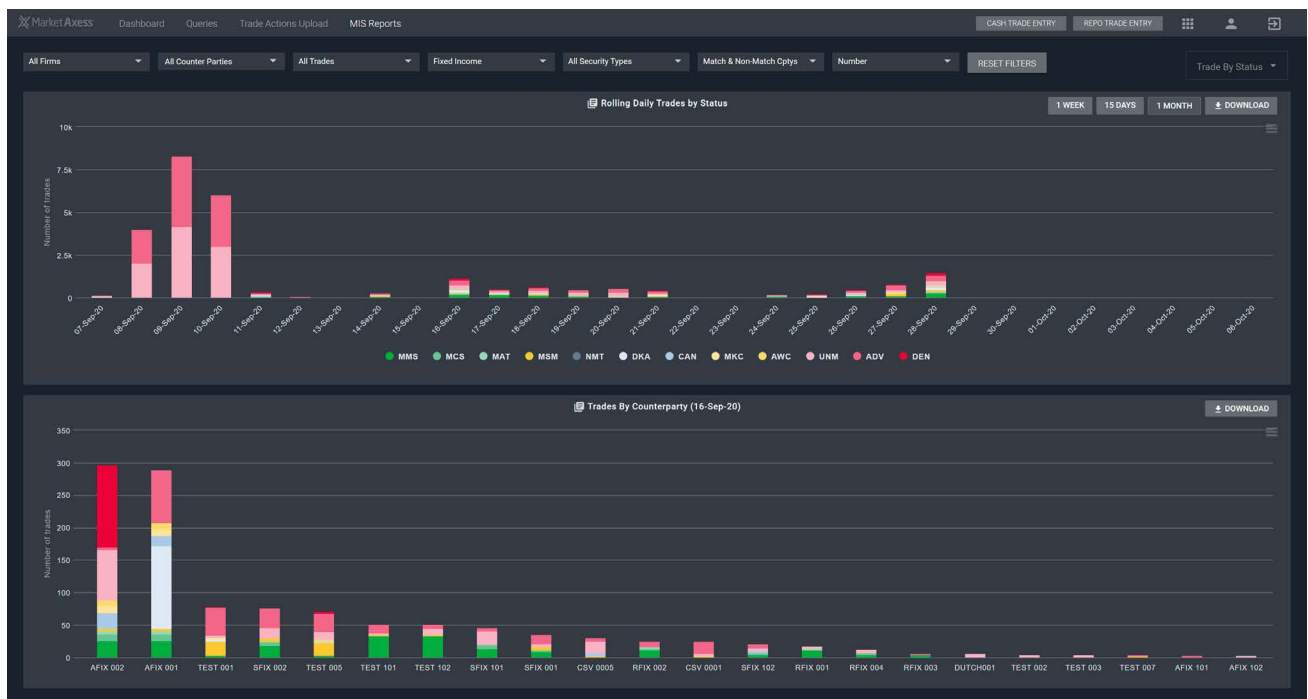 MarketAxess Dashboard Queries Trade Actions Upload MIS Reports CASH TRADE ENTRY REPO TRADE ENTRY
All Firms All Counter Parties All Trades Fixed Income All Security Types Match & Non-Match Cptys Number RESET FILTERS Trade By Status
Rolling Daily Trades by Status 1 WEEK 15 DAYS 1 MONTH DOWNLOAD
Number of trades
10k
7.5k
5k
2.5k
0
07-Sep-20 08-Sep-20 09-Sep-20 10-Sep-20 11-Sep-20 12-Sep-20 13-Sep-20 14-Sep-20 15-Sep-20 16-Sep-20 17-Sep-20 18-Sep-20 19-Sep-20 20-Sep-20 21-Sep-20 22-Sep-20 23-Sep-20 24-Sep-20 25-Sep-20 26-Sep-20 27-Sep-20 28-Sep-20 29-Sep-20 30-Sep-20 01-Oct-20 02-Oct-20 03-Oct-20 04-Oct-20 05-Oct-20 06-Oct-20
MMS MCS MAT MSM NMT DKA CAN MKC AWC UNM ADV DEN
Trades By Counterparty (16-Sep-20) DOWNLOAD
Number of trades
350
300
250
200
150
100
50
0
AFIX 002 AFIX 001 TEST 001 SFIX 002 TEST 005 TEST 101 TEST 102 SFIX 101 SFIX 001 CSV 0005 RFIX 002 CSV 0001 SFIX 102 RFIX 001 RFIX 004 RFIX 003 DUTCH001 TEST 002 TEST 003 TEST 007 AFIX 101 AFIX 102